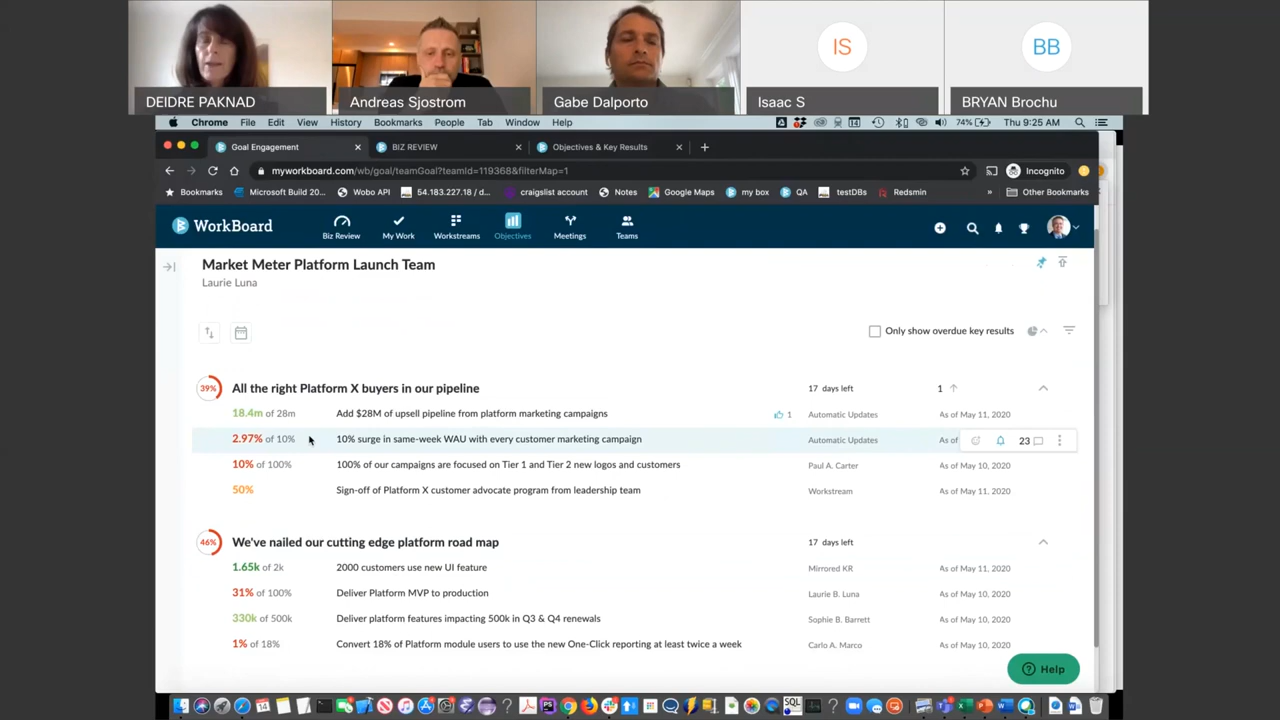 IS
BB
DEIDRE PAKNAD
Andreas Sjostrom
Gabe Dalporto
Isaac S
BRYAN Brochu
Chrome File Edit View History Bookmarks People Tab Window Help
14
74%
Thu 9:25 AM
Goal Engagement
BIZ REVIEW
Objectives & Key Results
myworkboard.com/wb/goal/teamGoal?teamId=119368&filterMap=1
Incognito
Bookmarks
Microsoft Build 20...
Wobo API
54.183.227.18 / d...
craigslist account
Notes
Google Maps
my box
QA
testDBs
Redsmin
Other Bookmarks
WorkBoard
Biz Review
My Work
Workstreams
Objectives
Meetings
Teams
Market Meter Platform Launch Team
Laurie Luna
Only show overdue key results
39% All the right Platform X buyers in our pipeline 17 days left 1
18.4m of 28m Add $28M of upsell pipeline from platform marketing campaigns 1 Automatic Updates As of May 11, 2020
2.97% of 10% 10% surge in same-week WAU with every customer marketing campaign Automatic Updates As of 23
10% of 100% 100% of our campaigns are focused on Tier 1 and Tier 2 new logos and customers Paul A. Carter As of May 10, 2020
50% Sign-off of Platform X customer advocate program from leadership team Workstream As of May 11, 2020
46% We've nailed our cutting edge platform road map 17 days left
1.65k of 2k 2000 customers use new UI feature Mirrored KR As of May 11, 2020
31% of 100% Deliver Platform MVP to production Laurie B. Luna As of May 10, 2020
330k of 500k Deliver platform features impacting 500k in Q3 & Q4 renewals Sophie B. Barrett As of May 10, 2020
1% of 18% Convert 18% of Platform module users to use the new One-Click reporting at least twice a week Carlo A. Marco As of May 10, 2020
Help
SQL